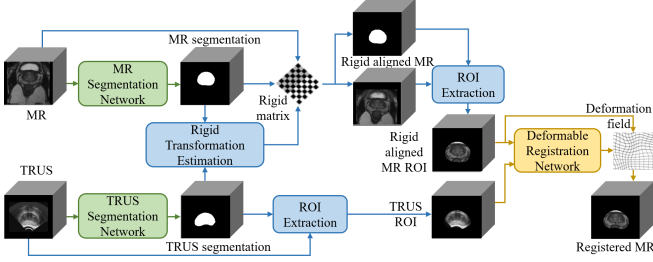 MR segmentation
Rigid aligned MR
MR
Segmentation
Network
ROI
Extraction
MR
Rigid
matrix
Rigid
Transformation
Estimation
Rigid
aligned
MR ROI
Deformation
field
Deformable
Registration
Network
TRUS
TRUS
Segmentation
Network
ROI
Extraction
TRUS
ROI
TRUS segmentation
Registered MR